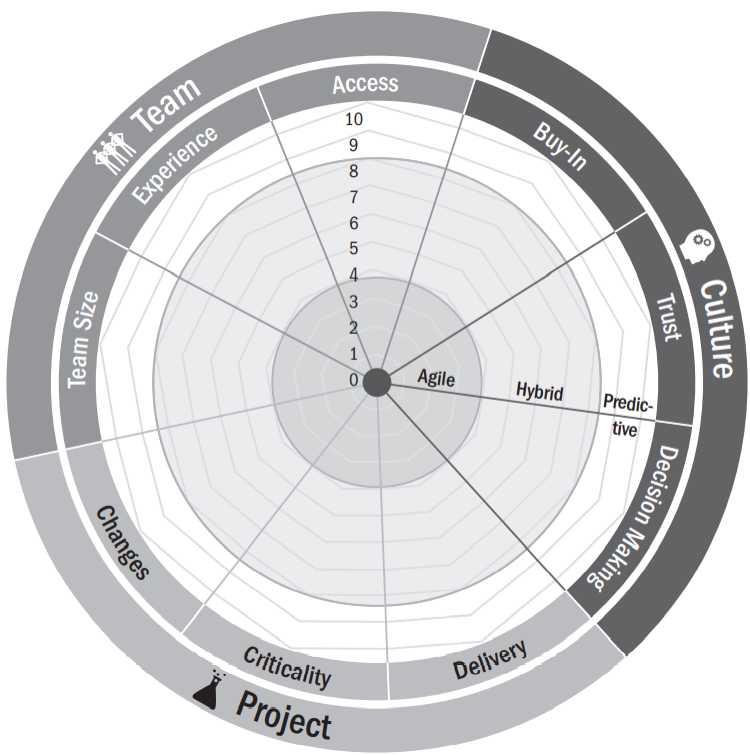 Team
Culture
Project
Access
Buy-In
Trust
Decision Making
Delivery
Criticality
Changes
Team Size
Experience
10
9
8
7
6
5
4
3
2
1
0
Agile
Hybrid
Predic-
tive